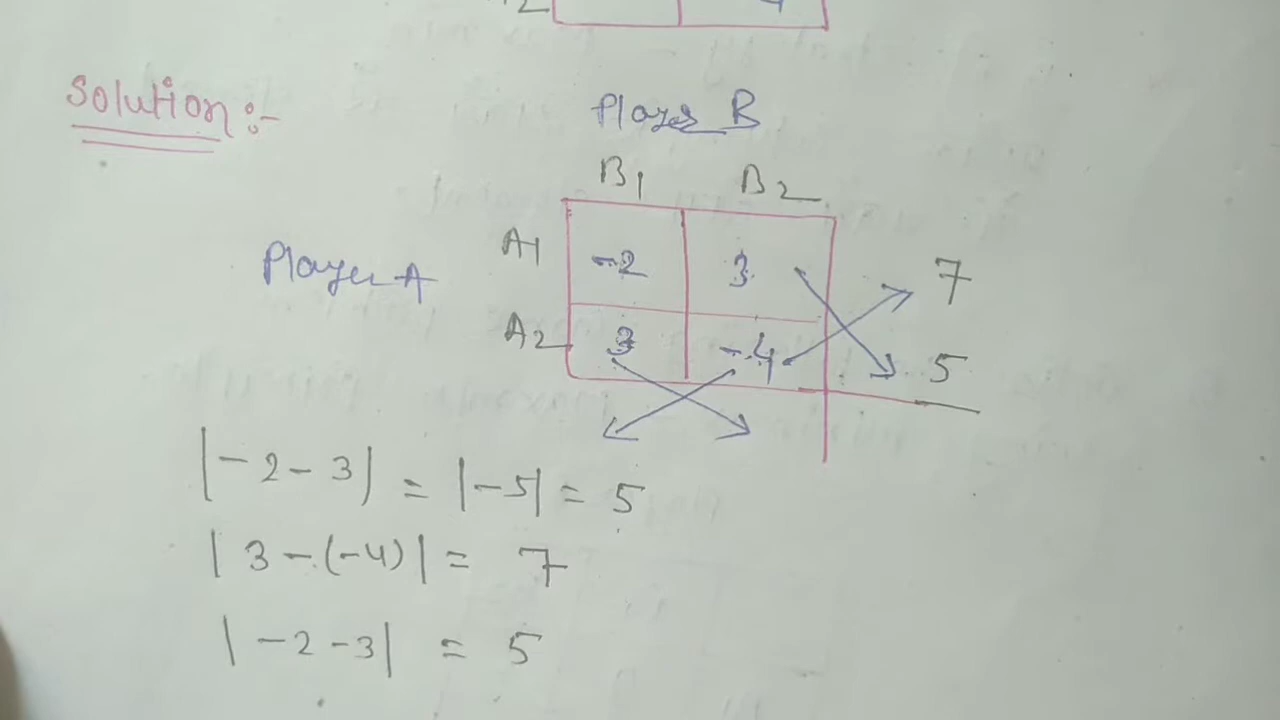 Solution :-
Player B
B1 B2
Player A
A1 -2 3 7
A2 3 -4 5
|-2-3| = |-5| = 5
|3-(-4)| = 7
|-2-3| = 5